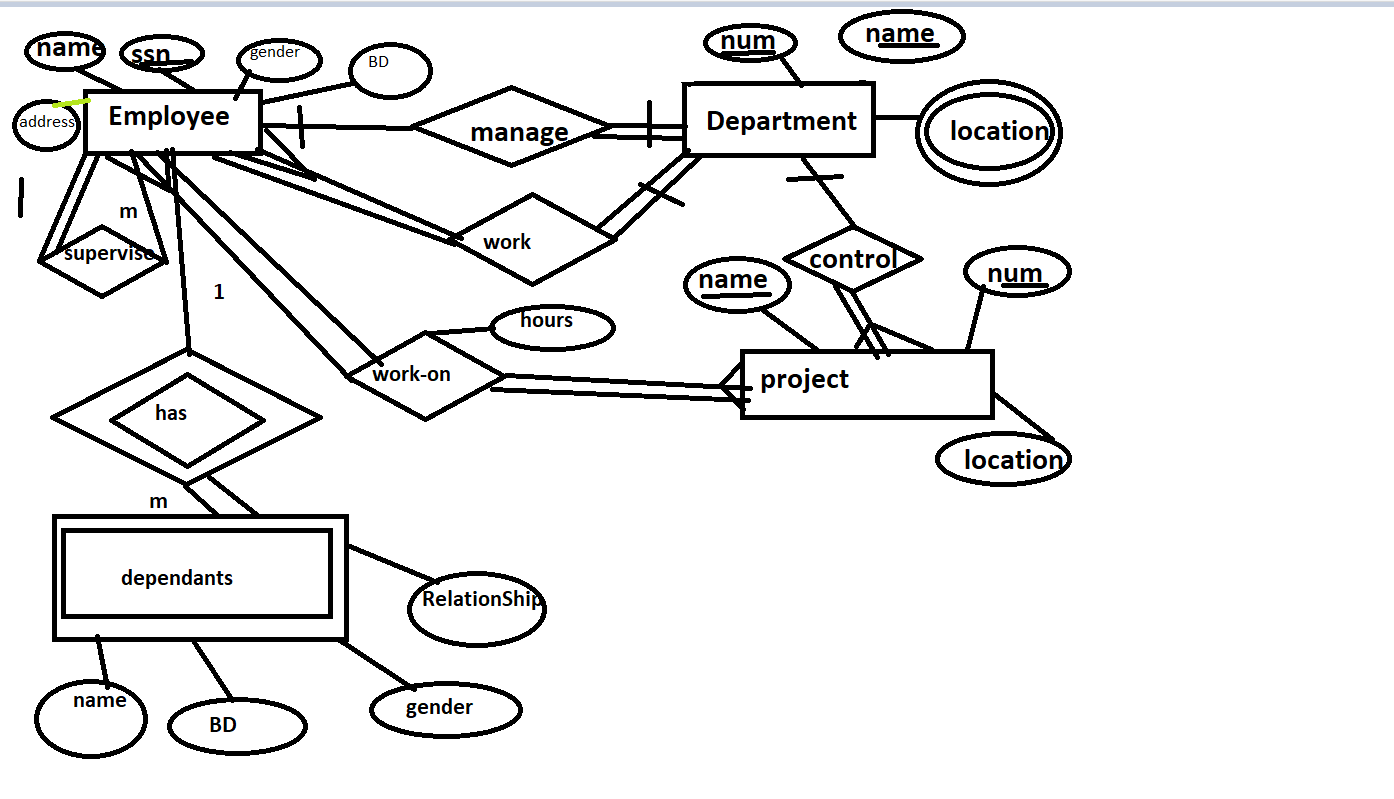 name
ssn
gender
BD
num
name
address
Employee
manage
Department
location
m
supervise
work
control
1
name
num
hours
work-on
project
has
location
m
dependants
RelationShip
name
BD
gender